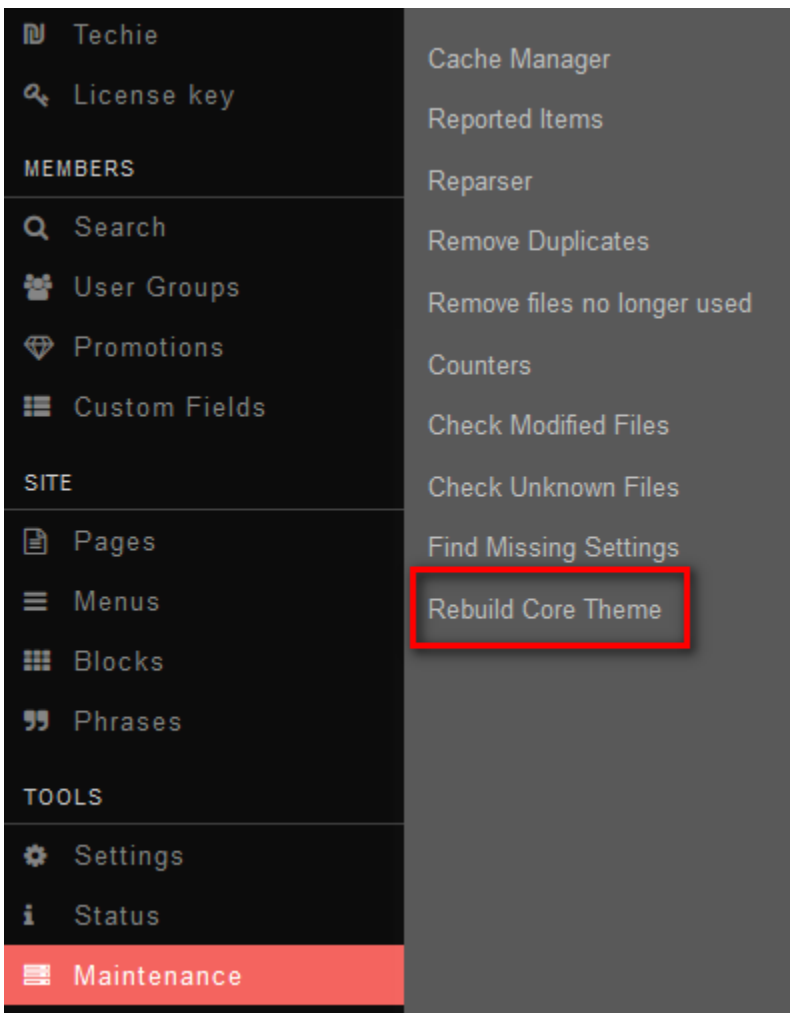 Techie
License key
MEMBERS
Search
User Groups
Promotions
Custom Fields
SITE
Pages
Menus
Blocks
Phrases
TOOLS
Settings
Status
Maintenance
Cache Manager
Reported Items
Reparser
Remove Duplicates
Remove files no longer used
Counters
Check Modified Files
Check Unknown Files
Find Missing Settings
Rebuild Core Theme